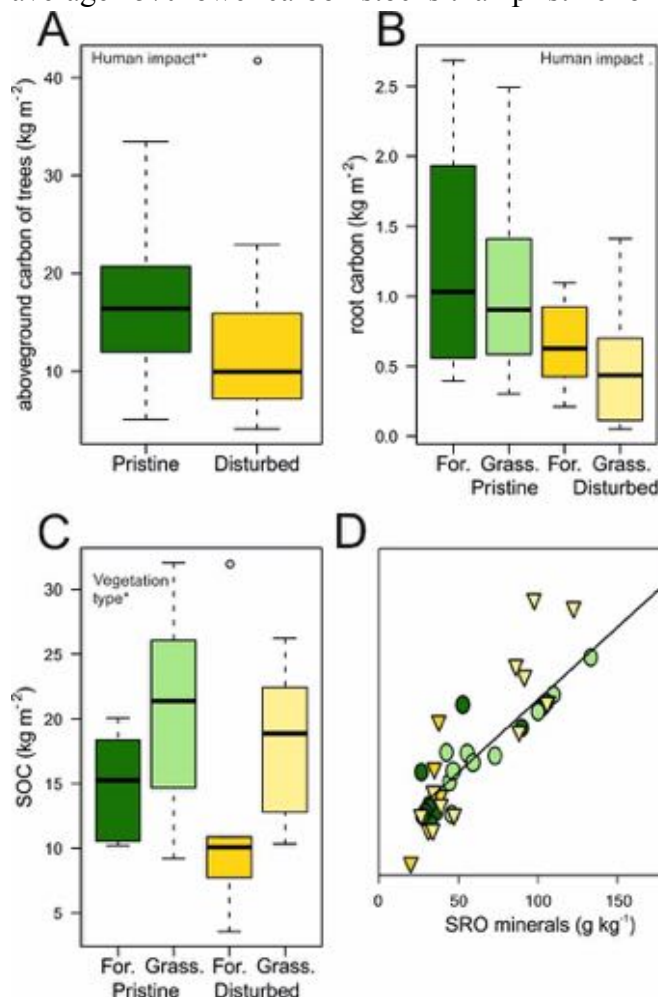 A
Human impact**
aboveground carbon of trees (kg m⁻²)
40
30
20
10
Pristine
Disturbed
B
Human impact .
root carbon (kg m⁻²)
2.5
2.0
1.5
1.0
0.5
0.0
For. Grass. For. Grass.
Pristine Disturbed
C
Vegetation
type*
SOC (kg m⁻²)
30
25
20
15
10
5
For. Grass. For. Grass.
Pristine Disturbed
D
0 50 100 150
SRO minerals (g kg⁻¹)